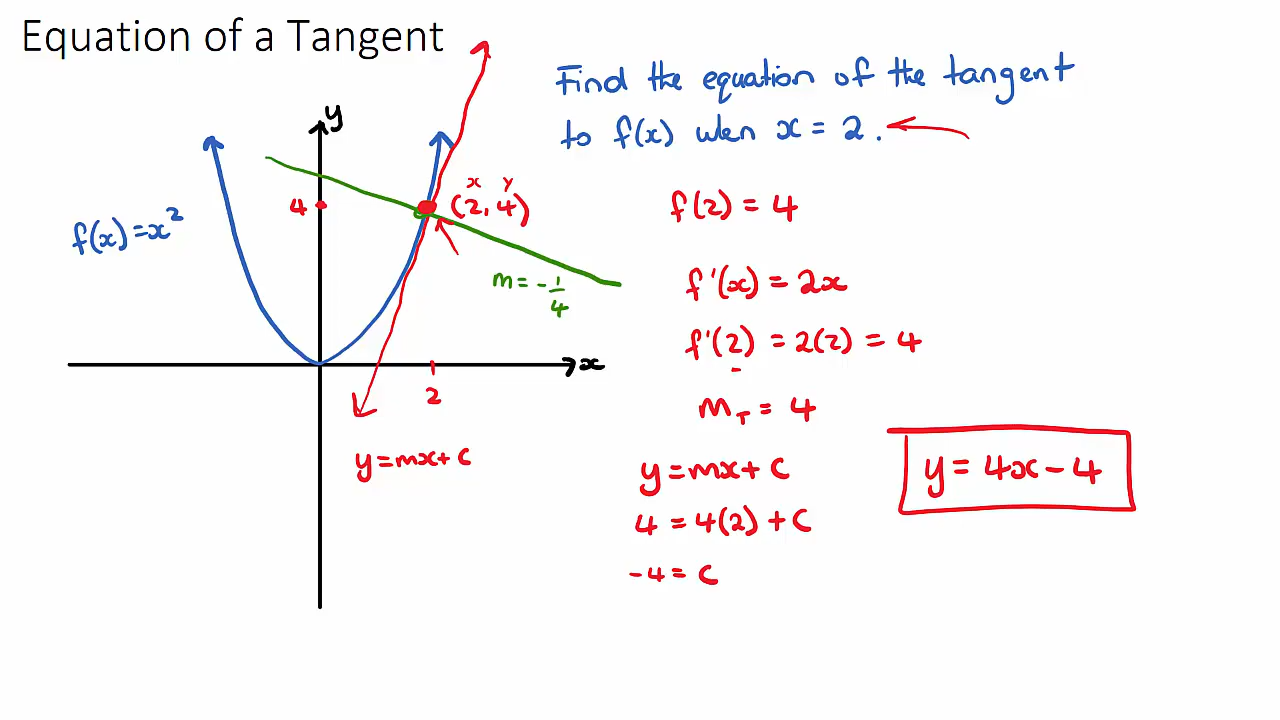 Equation of a Tangent
Find the equation of the tangent
to f(x) when x = 2.
y
x y
4
(2, 4)
f(x) = x²
m = -1/4
x
2
y = mx + c
f(2) = 4
f'(x) = 2x
f'(2) = 2(2) = 4
m_T = 4
y = mx + c
4 = 4(2) + c
-4 = c
y = 4x - 4